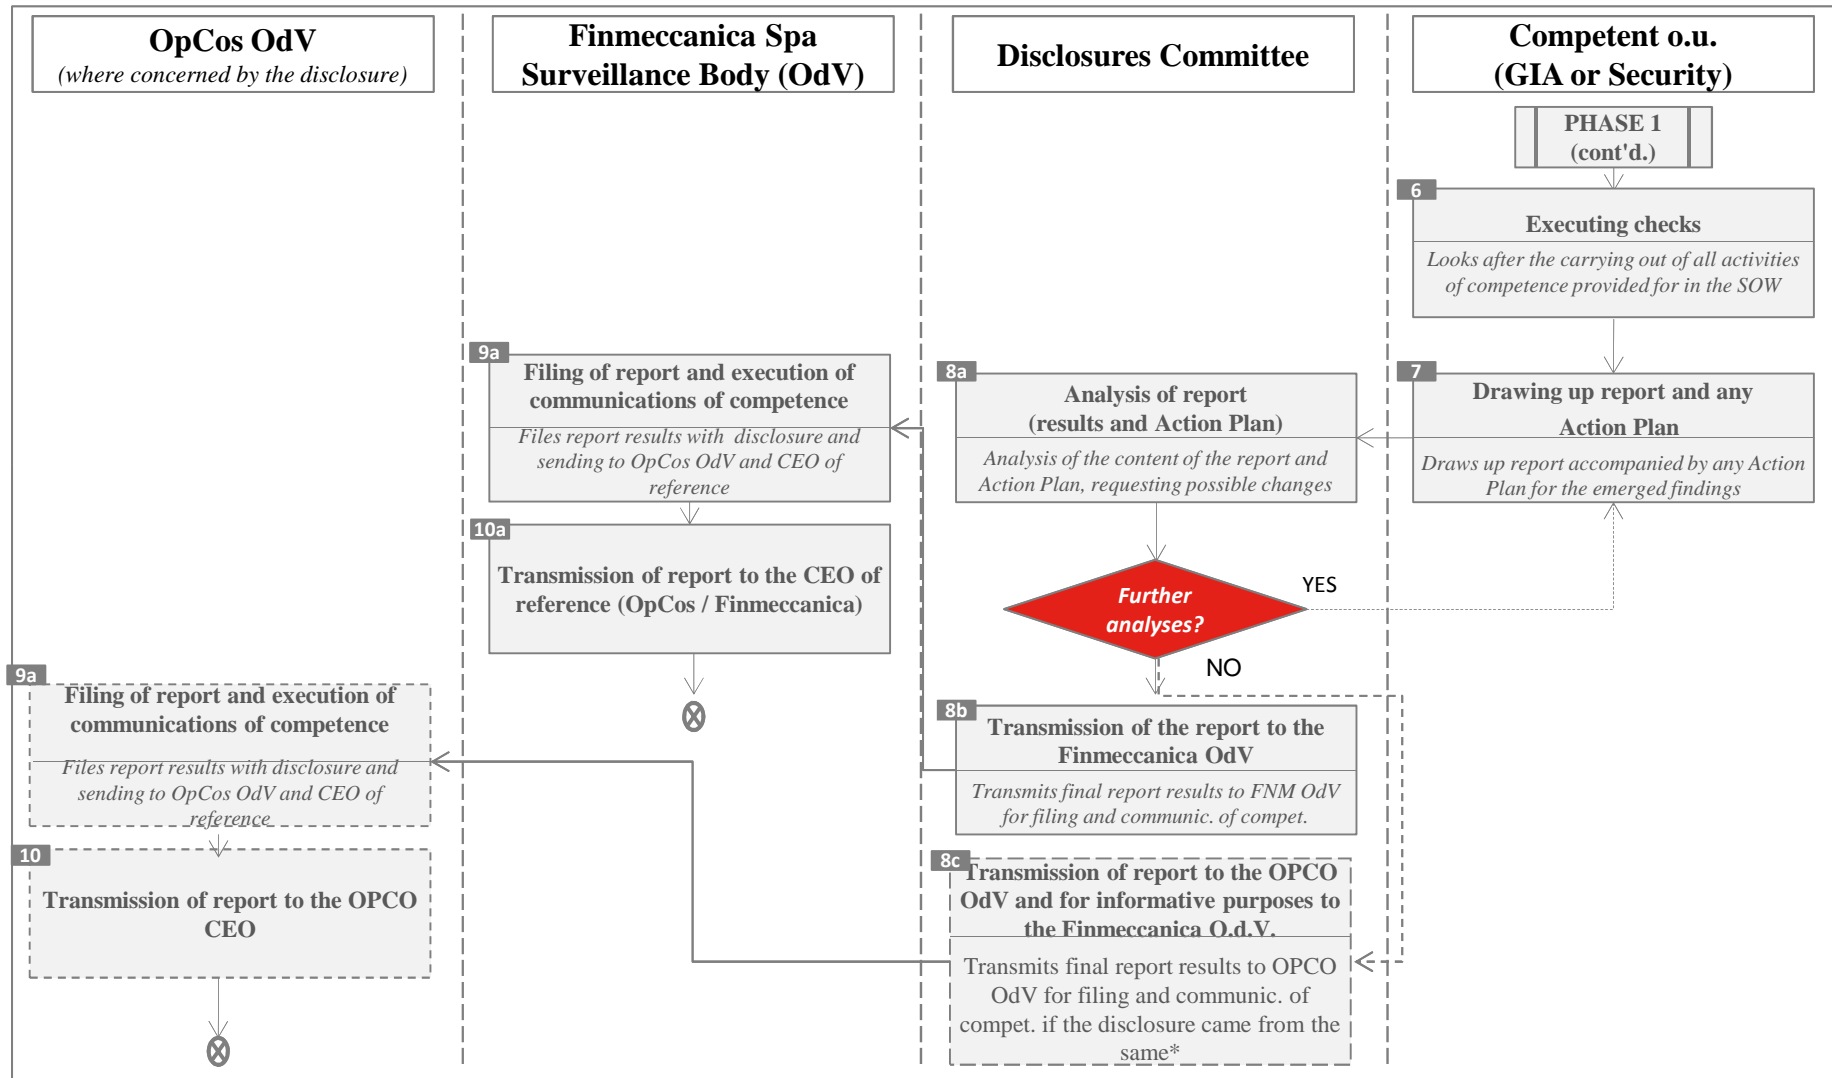 OpCos OdV
(where concerned by the disclosure)
Finmeccanica Spa
Surveillance Body (OdV)
Disclosures Committee
Competent o.u.
(GIA or Security)
PHASE 1
(cont'd.)
6
Executing checks
Looks after the carrying out of all activities
of competence provided for in the SOW
9a
Filing of report and execution of
communications of competence
Files report results with disclosure and
sending to OpCos OdV and CEO of
reference
8a
Analysis of report
(results and Action Plan)
Analysis of the content of the report and
Action Plan, requesting possible changes
7
Drawing up report and any
Action Plan
Draws up report accompanied by any Action
Plan for the emerged findings
10a
Transmission of report to the CEO of
reference (OpCos / Finmeccanica)
Further
analyses?
YES
NO
9a
Filing of report and execution of
communications of competence
Files report results with disclosure and
sending to OpCos OdV and CEO of
reference
8b
Transmission of the report to the
Finmeccanica OdV
Transmits final report results to FNM OdV
for filing and communic. of compet.
10
Transmission of report to the OPCO
CEO
8c
Transmission of report to the OPCO
OdV and for informative purposes to
the Finmeccanica O.d.V.
Transmits final report results to OPCO
OdV for filing and communic. of
compet. if the disclosure came from the
same*